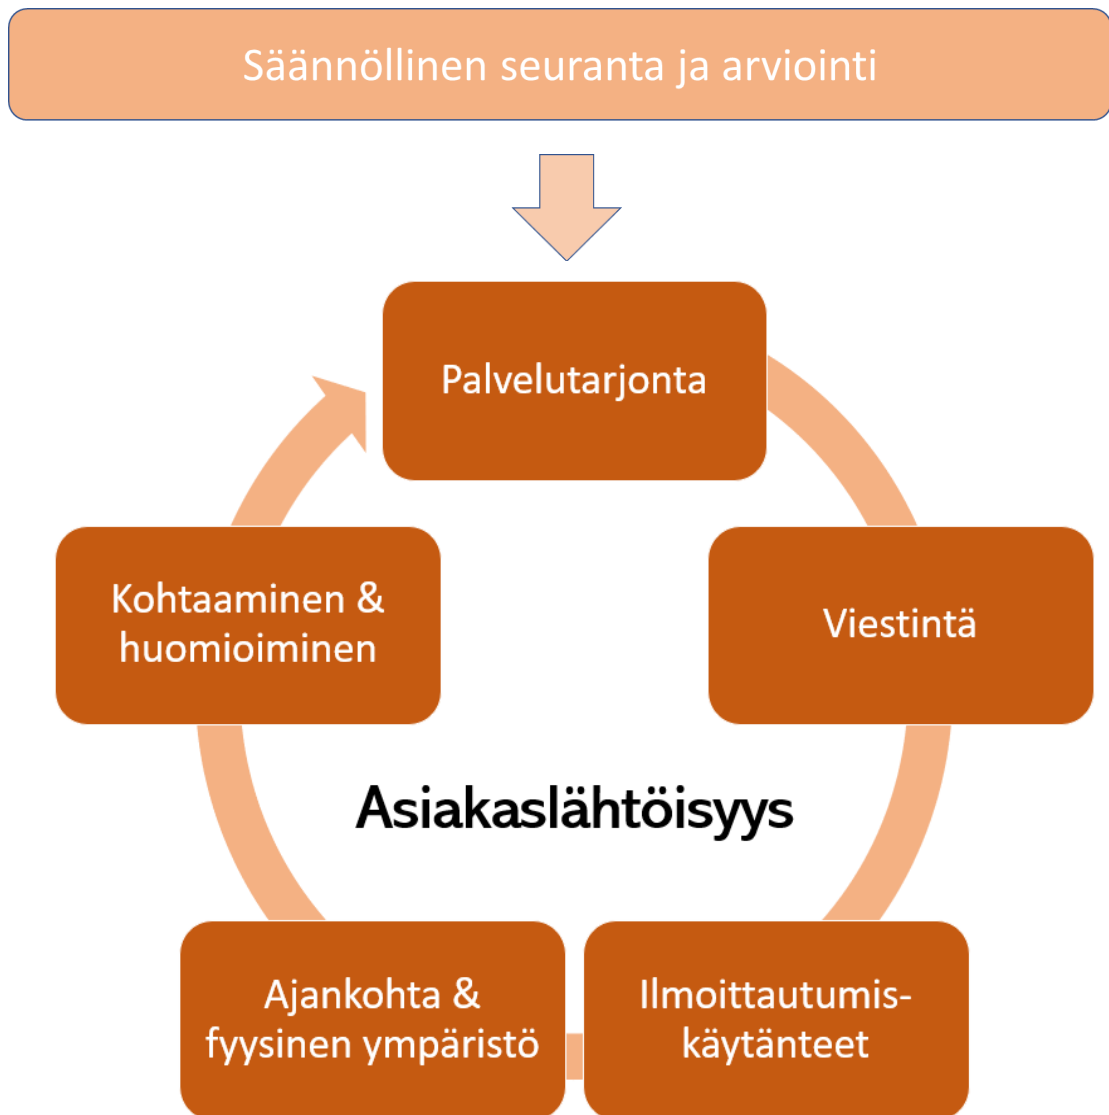 Säännöllinen seuranta ja arviointi
Palvelutarjonta
Viestintä
Ilmoittautumis-
käytänteet
Ajankohta &
fyysinen ympäristö
Kohtaaminen &
huomioiminen
Asiakaslähtöisyys